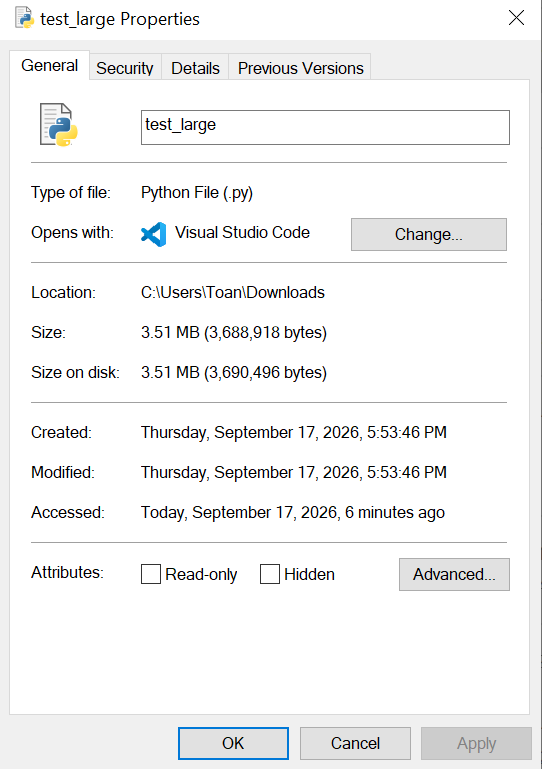 test_large Properties
General Security Details Previous Versions
test_large
Type of file: Python File (.py)
Opens with: Visual Studio Code Change...
Location: C:\Users\Toan\Downloads
Size: 3.51 MB (3,688,918 bytes)
Size on disk: 3.51 MB (3,690,496 bytes)
Created: Thursday, September 17, 2026, 5:53:46 PM
Modified: Thursday, September 17, 2026, 5:53:46 PM
Accessed: Today, September 17, 2026, 6 minutes ago
Attributes: Read-only Hidden Advanced...
OK Cancel Apply